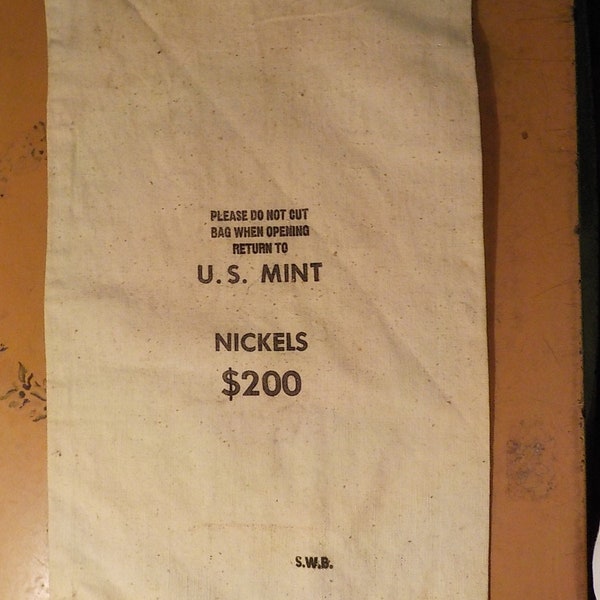 PLEASE DO NOT CUT
BAG WHEN OPENING
RETURN TO
U.S. MINT
NICKELS
$200
S.W.B.